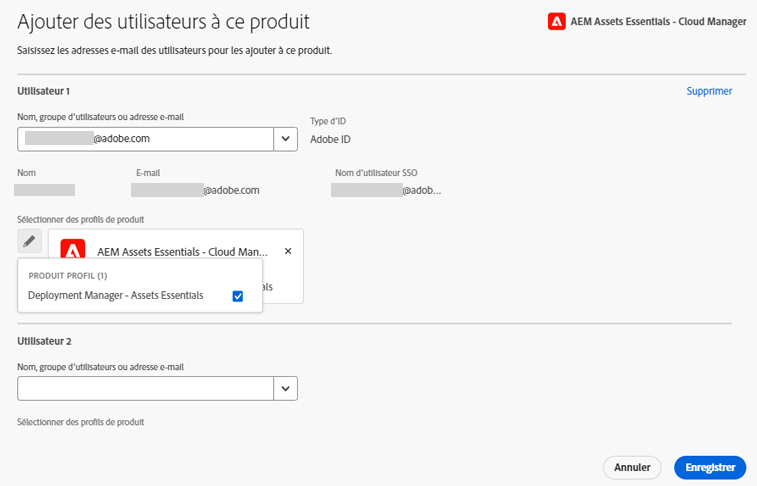 Ajouter des utilisateurs à ce produit
AEM Assets Essentials - Cloud Manager
Saisissez les adresses e-mail des utilisateurs pour les ajouter à ce produit.
Utilisateur 1
Supprimer
Nom, groupe d'utilisateurs ou adresse e-mail
Type d'ID
@adobe.com
Adobe ID
Nom
E-mail
Nom d'utilisateur SSO
@adobe.com
@adob...
Sélectionner des profils de produit
AEM Assets Essentials - Cloud Man...
PRODUIT PROFIL (1)
Deployment Manager - Assets Essentials
Utilisateur 2
Nom, groupe d'utilisateurs ou adresse e-mail
Sélectionner des profils de produit
Annuler
Enregistrer